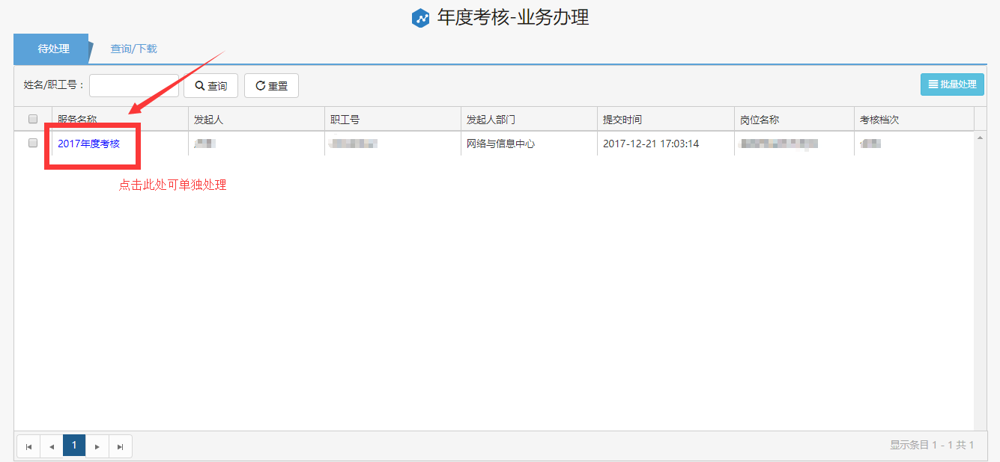 年度考核-业务办理
待处理 查询/下载
姓名/职工号： 查询 重置 批量处理
服务名称 发起人 职工号 发起人部门 提交时间 岗位名称 考核档次
2017年度考核 网络与信息中心 2017-12-21 17:03:14
点击此处可单独处理
1 显示条目 1 - 1 共 1